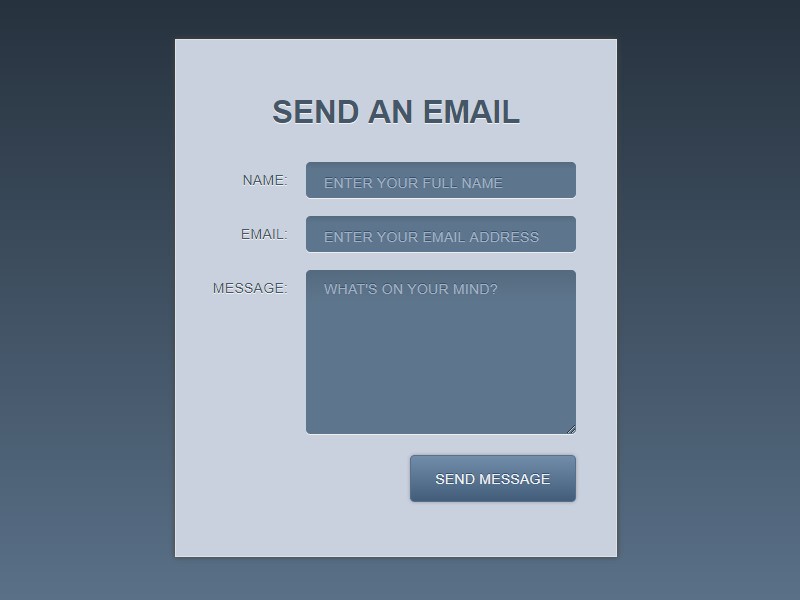 SEND AN EMAIL
NAME: ENTER YOUR FULL NAME
EMAIL: ENTER YOUR EMAIL ADDRESS
MESSAGE: WHAT'S ON YOUR MIND?
SEND MESSAGE